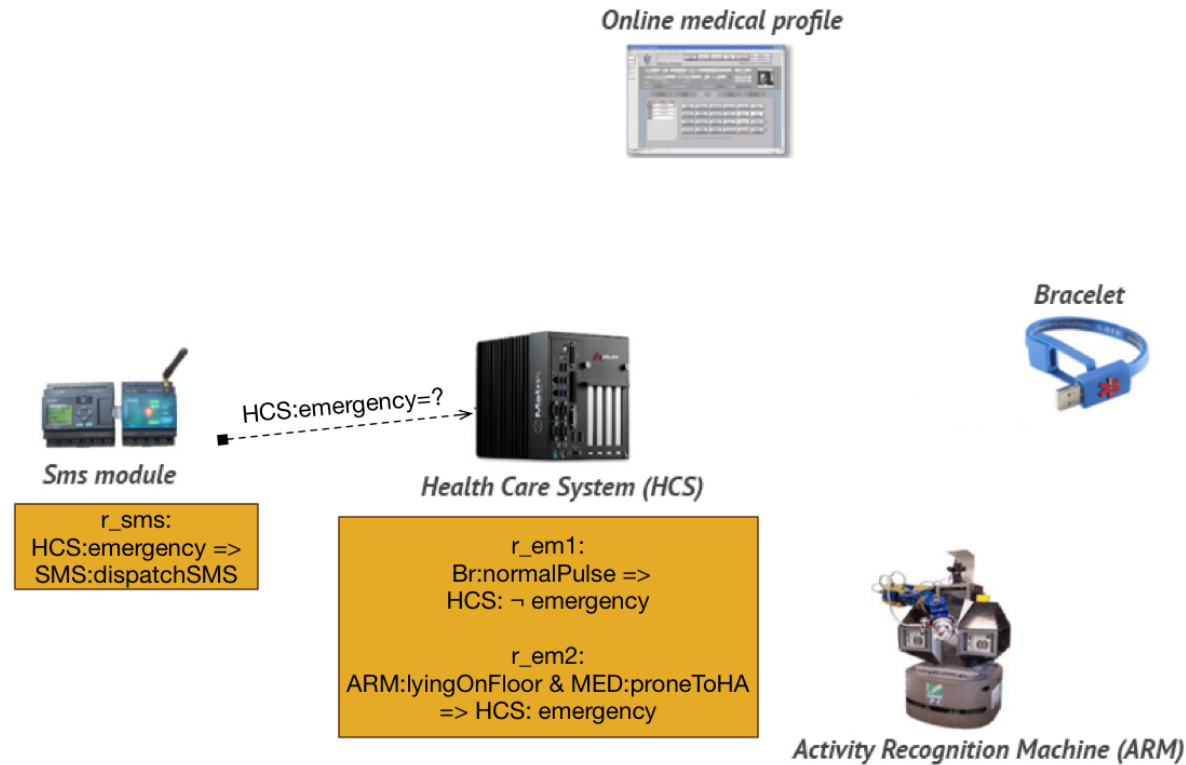 Online medical profile
Bracelet
HCS:emergency=?
Matrix
Sms module
Health Care System (HCS)
r_sms:
HCS:emergency =>
SMS:dispatchSMS
r_em1:
Br:normalPulse =>
HCS: ¬ emergency
r_em2:
ARM:lyingOnFloor & MED:proneToHA
=> HCS: emergency
Activity Recognition Machine (ARM)